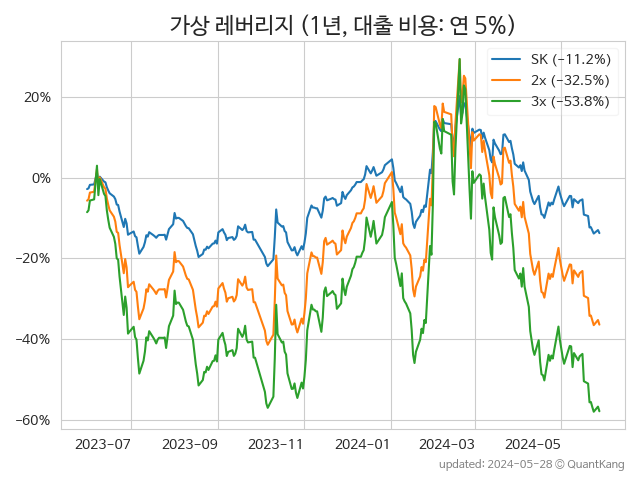 가상 레버리지 (1년, 대출 비용: 연 5%)
SK (−11.2%)
2x (−32.5%)
3x (−53.8%)
20%
0%
−20%
−40%
−60%
2023-07 2023-09 2023-11 2024-01 2024-03 2024-05
updated: 2024-05-28 © QuantKang